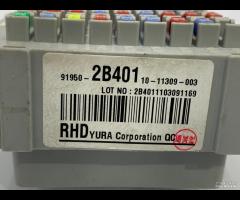 91950-2B401 10-11309-003
LOT NO : 2B4011103091169
RHD YURA Corporation QC